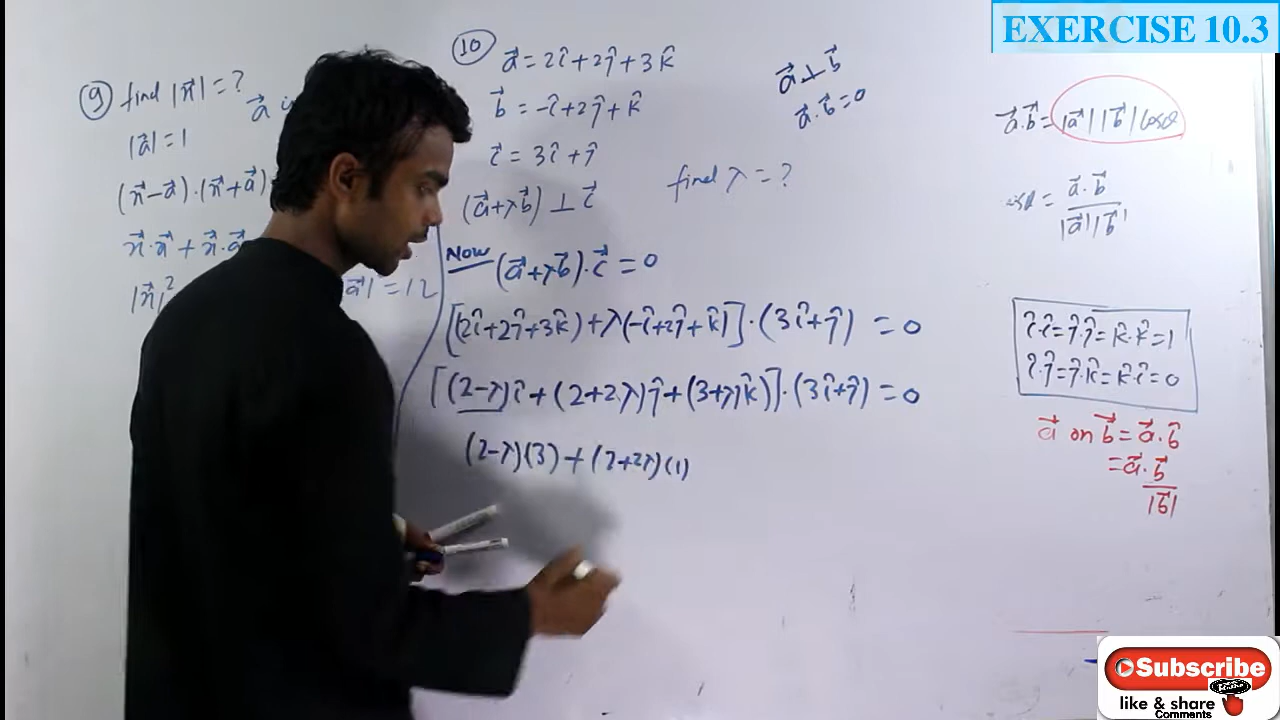 EXERCISE 10.3
⑨ find |x⃗| = ?
a⃗
|a⃗| = 1
(x⃗-a⃗).(x⃗+a⃗)
x⃗.x⃗ + x⃗.a⃗
|x⃗|² |a⃗| = 12
⑩ a⃗ = 2î+2ĵ+3k̂
b⃗ = -î+2ĵ+k̂
c⃗ = 3î+ĵ
(a⃗+λb⃗) ⊥ c⃗
find λ = ?
a⃗⊥b⃗
a⃗.b⃗=0
Now (a⃗+λb⃗).c⃗ = 0
[(2î+2ĵ+3k̂)+λ(-î+2ĵ+k̂)].(3î+ĵ) = 0
[(2-λ)î+(2+2λ)ĵ+(3+λ)k̂)].(3î+ĵ) = 0
(2-λ)(3)+(2+2λ)(1)
a⃗.b⃗ = |a⃗||b⃗|cosθ
= a⃗.b⃗ / |a⃗||b⃗|
î.î=ĵ.ĵ=k̂.k̂=1
î.ĵ=ĵ.k̂=k̂.î=0
a⃗ on b⃗ = a⃗.b̂
= a⃗.b⃗ / |b⃗|
Subscribe
like & share
Comments